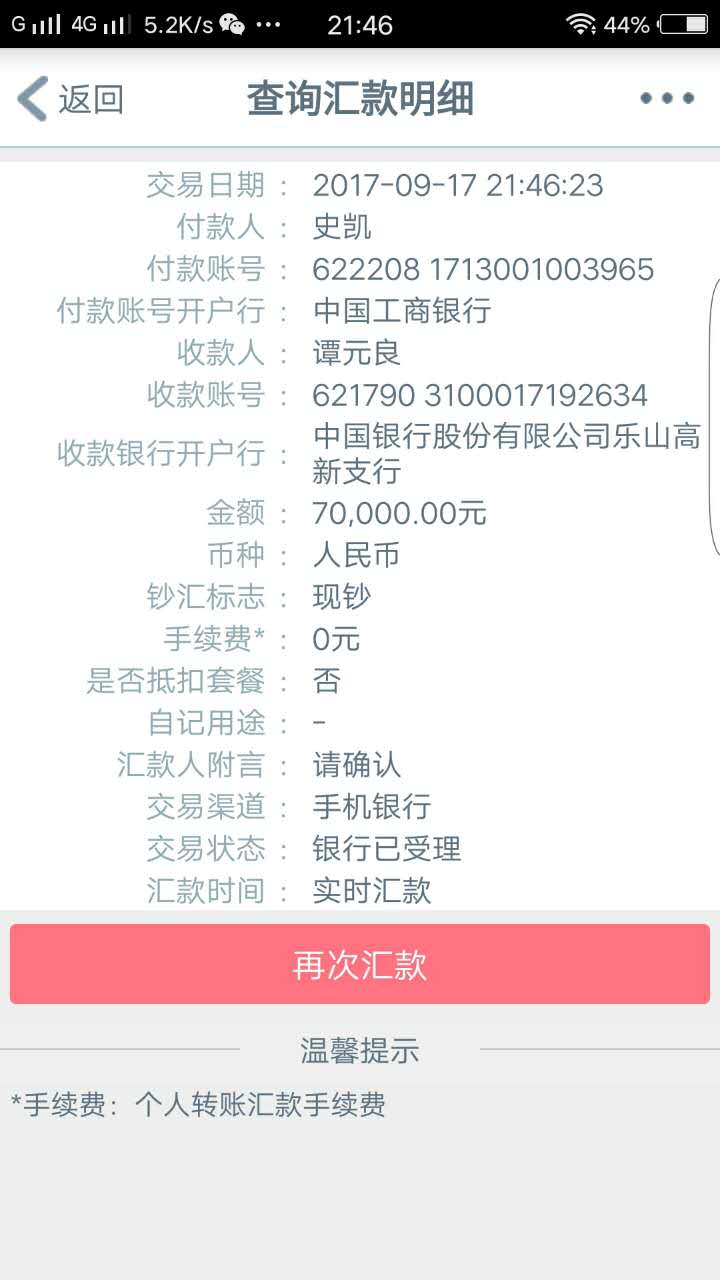 G 4G 5.2K/s 21:46 44%
返回 查询汇款明细
交易日期： 2017-09-17 21:46:23
付款人： 史凯
付款账号： 622208 1713001003965
付款账号开户行： 中国工商银行
收款人： 谭元良
收款账号： 621790 3100017192634
收款银行开户行： 中国银行股份有限公司乐山高
新支行
金额： 70,000.00元
币种： 人民币
钞汇标志： 现钞
手续费*： 0元
是否抵扣套餐： 否
自记用途： -
汇款人附言： 请确认
交易渠道： 手机银行
交易状态： 银行已受理
汇款时间： 实时汇款
再次汇款
温馨提示
*手续费：个人转账汇款手续费